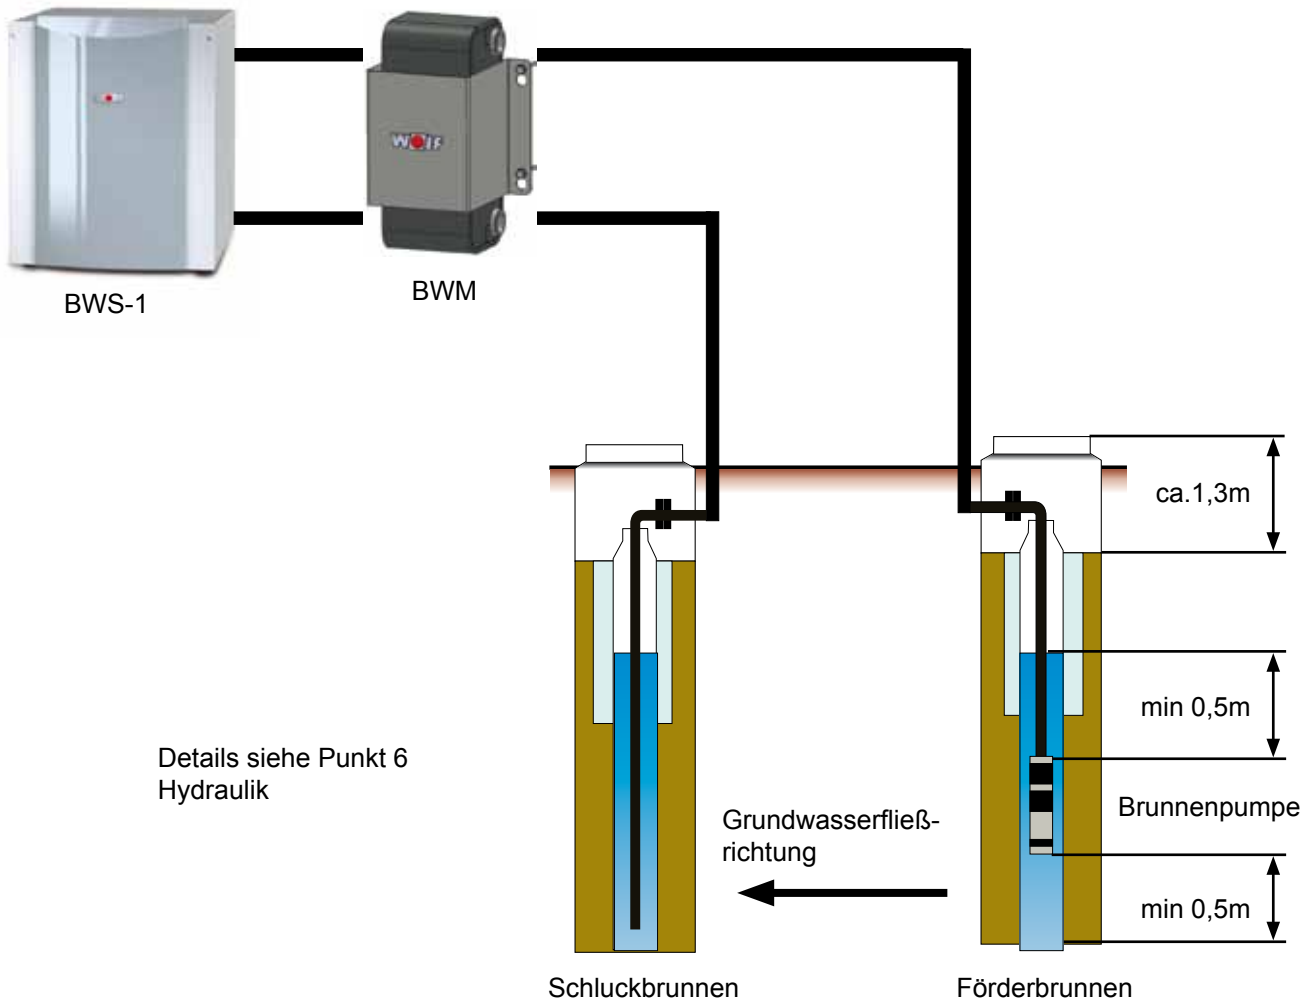 WOLF
BWS-1
BWM
ca.1,3m
min 0,5m
Details siehe Punkt 6
Hydraulik
Brunnenpumpe
Grundwasserfließ-
richtung
min 0,5m
Schluckbrunnen
Förderbrunnen